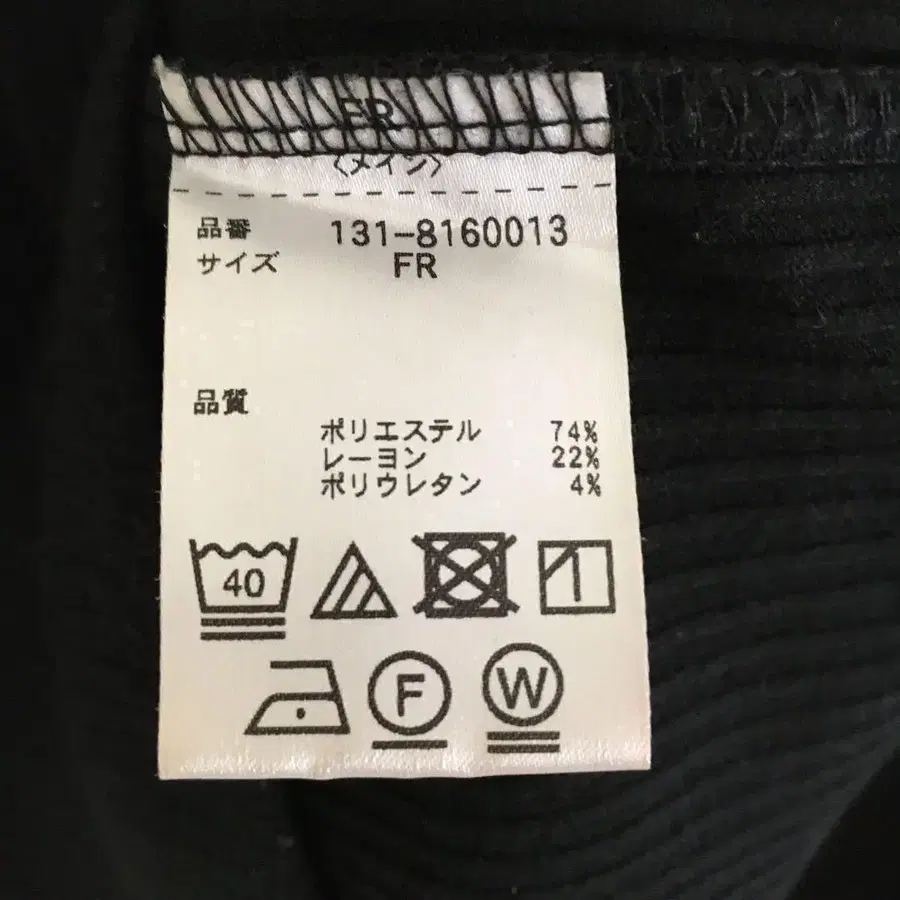 FR
〈メイン〉
品番 131-8160013
サイズ FR
品質
ポリエステル 74%
レーヨン 22%
ポリウレタン 4%
40
F W